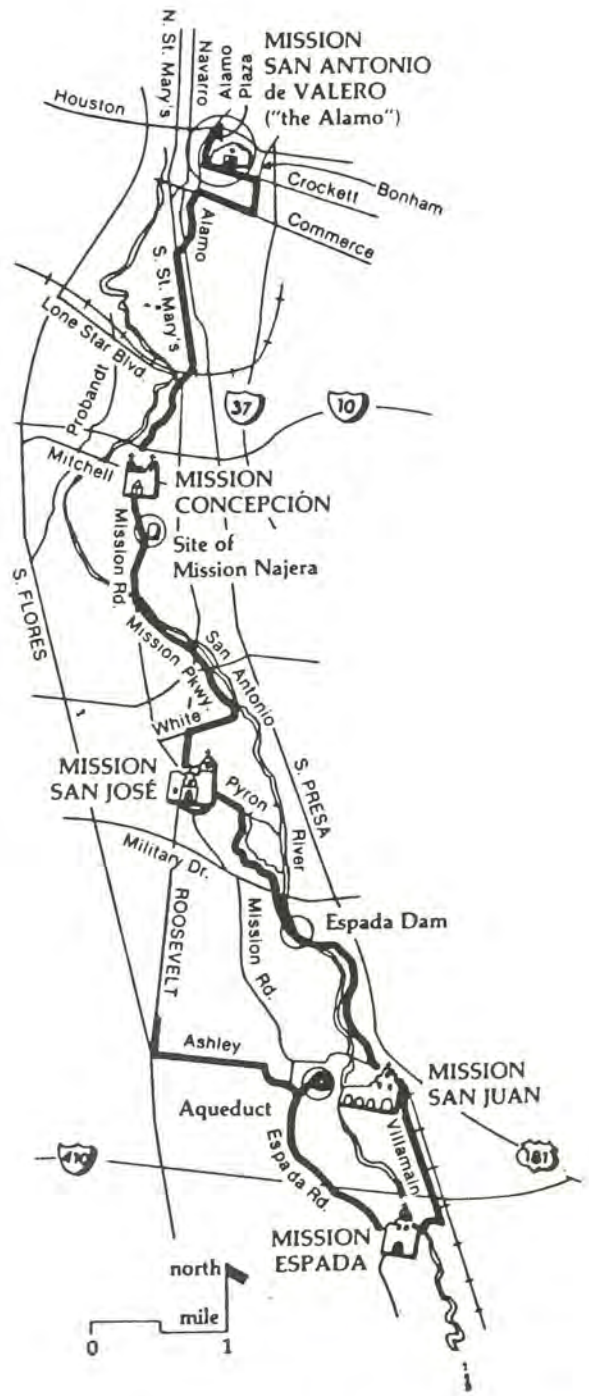 N. St. Mary's
Navarro
Alamo
Plaza
MISSION
SAN ANTONIO
de VALERO
("the Alamo")
Houston
Crockett
Bonham
Commerce
Alamo
S. St. Mary's
Lone Star Blvd.
Probandt
37
10
Mitchell
MISSION
CONCEPCIÓN
Site of
Mission Najera
Mission Rd.
S. FLORES
Mission Pkwy.
San Antonio
White
MISSION
SAN JOSÉ
Pyron
S. PRESA
River
Military Dr.
ROOSEVELT
Mission Rd.
Espada Dam
Ashley
MISSION
SAN JUAN
Aqueduct
Villamain
410
Espada Rd.
181
MISSION
ESPADA
north
mile
0 1